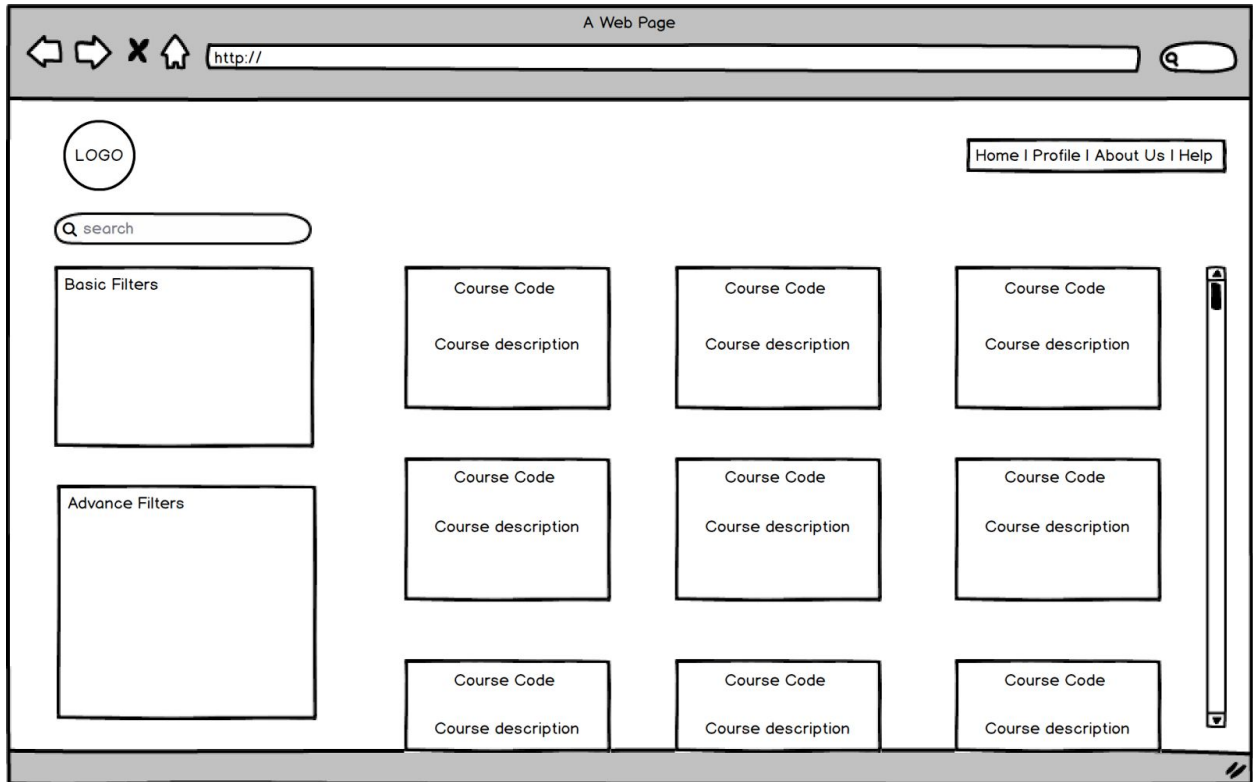 A Web Page
http://
LOGO
Home | Profile | About Us | Help
search
Basic Filters
Course Code
Course description
Course Code
Course description
Course Code
Course description
Advance Filters
Course Code
Course description
Course Code
Course description
Course Code
Course description
Course Code
Course description
Course Code
Course description
Course Code
Course description